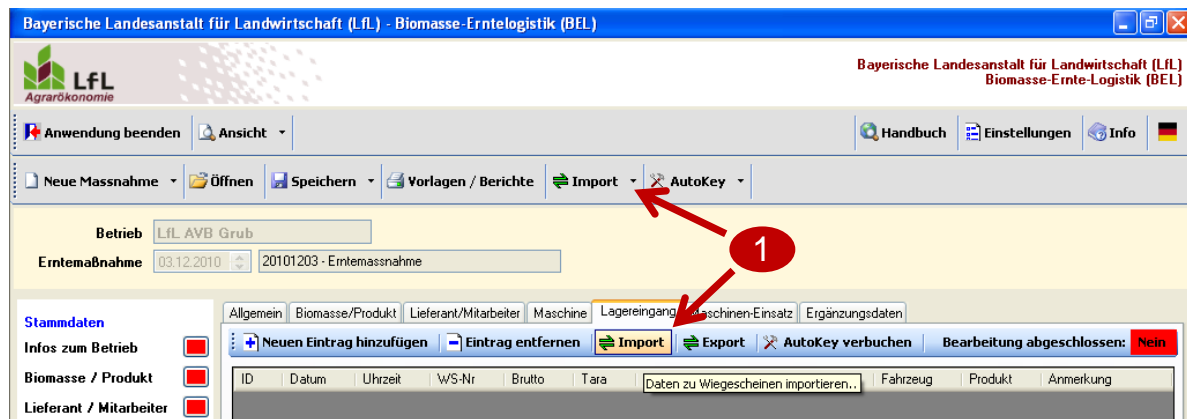 Bayerische Landesanstalt für Landwirtschaft (LfL) - Biomasse-Erntelogistik (BEL)
LfL
Agrarökonomie
Bayerische Landesanstalt für Landwirtschaft (LfL)
Biomasse-Ernte-Logistik (BEL)
Anwendung beenden Ansicht Handbuch Einstellungen Info
Neue Massnahme Öffnen Speichern Vorlagen / Berichte Import AutoKey
Betrieb LfL AVB Grub
1
Erntemaßnahme 03.12.2010 20101203 - Erntemassnahme
Allgemein Biomasse/Produkt Lieferant/Mitarbeiter Maschine Lagereingang Maschinen-Einsatz Ergänzungsdaten
Stammdaten
Neuen Eintrag hinzufügen Eintrag entfernen Import Export AutoKey verbuchen Bearbeitung abgeschlossen: Nein
Infos zum Betrieb
Biomasse / Produkt
ID Datum Uhrzeit WS-Nr Brutto Tara Daten zu Wiegescheinen importieren.. Fahrzeug Produkt Anmerkung
Lieferant / Mitarbeiter